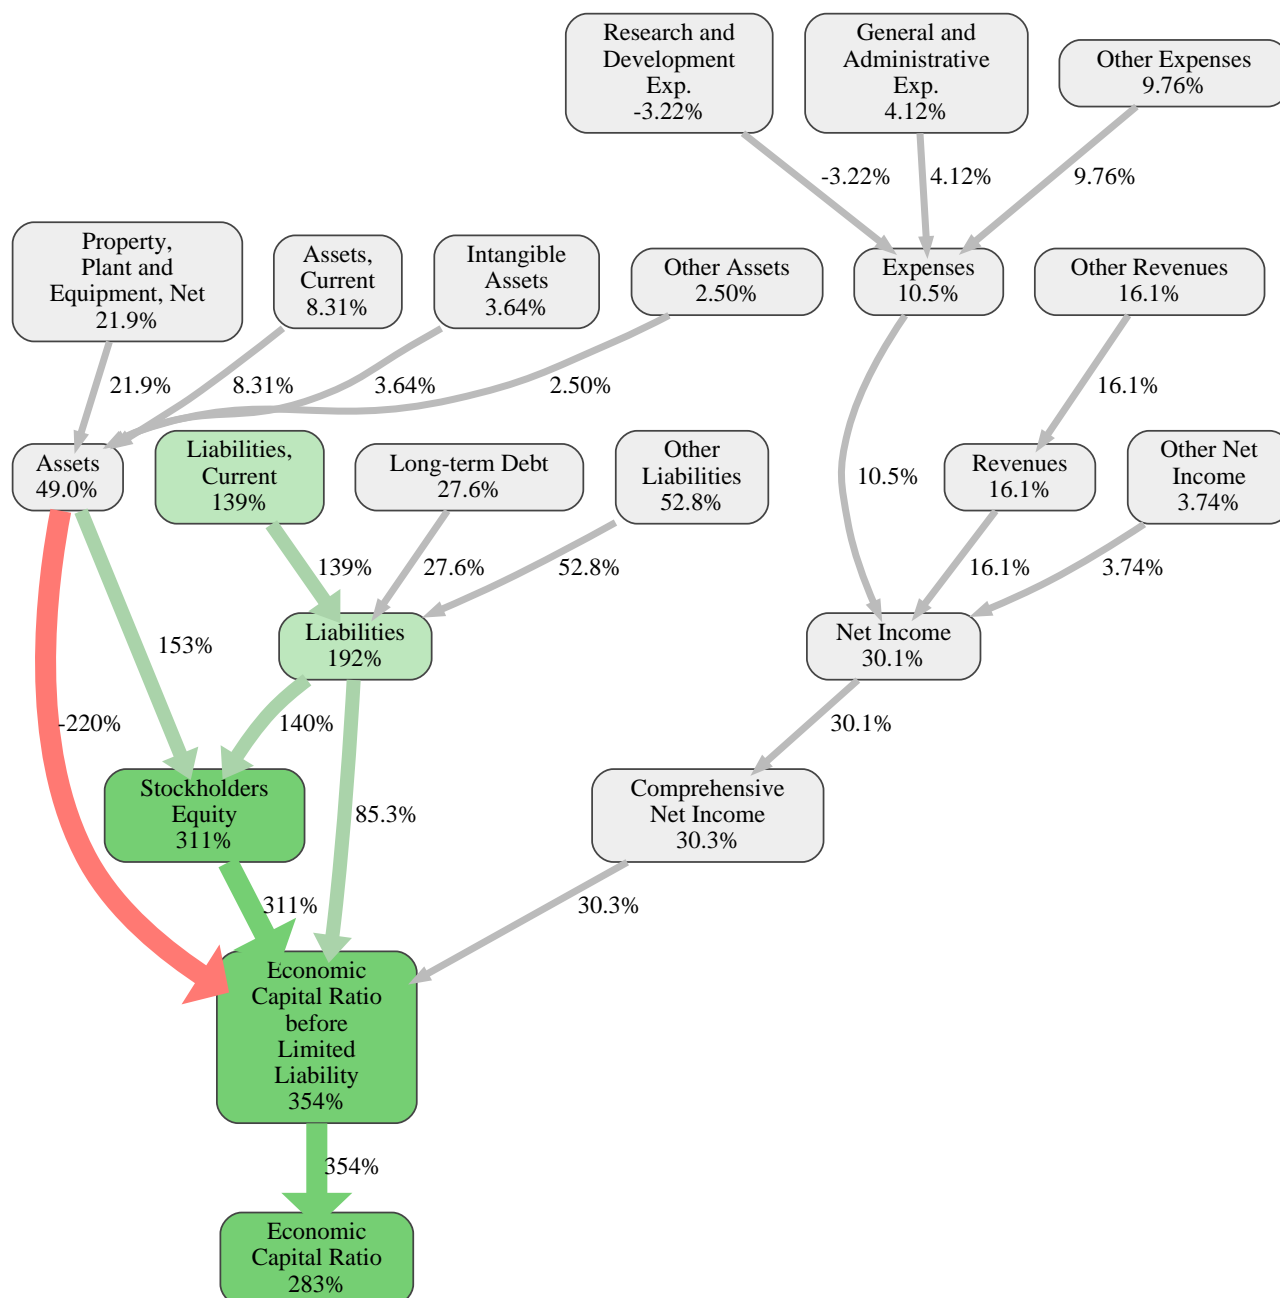 Research and
Development
Exp.
-3.22%
General and
Administrative
Exp.
4.12%
Other Expenses
9.76%
-3.22%
4.12%
9.76%
Property,
Plant and
Equipment, Net
21.9%
Assets,
Current
8.31%
Intangible
Assets
3.64%
Other Assets
2.50%
Expenses
10.5%
Other Revenues
16.1%
21.9%
8.31%
3.64%
2.50%
16.1%
Assets
49.0%
Liabilities,
Current
139%
Long-term Debt
27.6%
Other
Liabilities
52.8%
10.5%
Revenues
16.1%
Other Net
Income
3.74%
139%
27.6%
52.8%
16.1%
3.74%
153%
Liabilities
192%
Net Income
30.1%
-220%
140%
30.1%
Stockholders
Equity
311%
85.3%
Comprehensive
Net Income
30.3%
311%
30.3%
Economic
Capital Ratio
before
Limited
Liability
354%
354%
Economic
Capital Ratio
283%